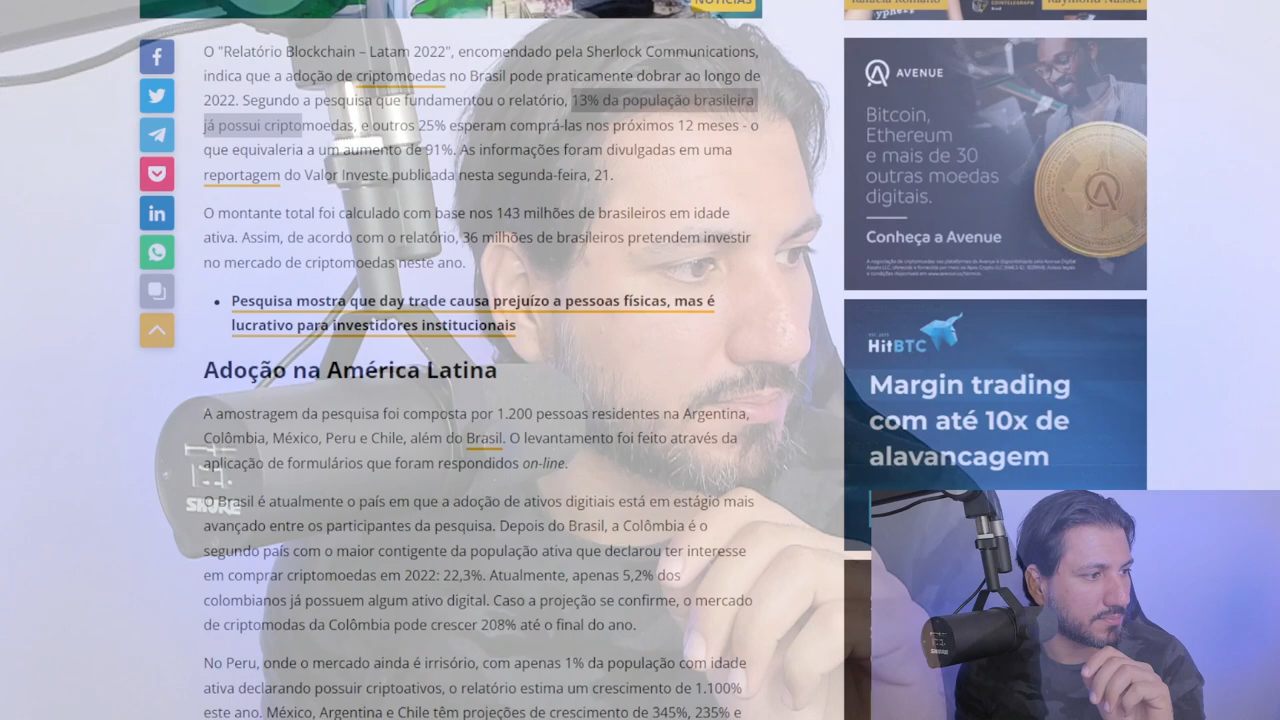 NOTÍCIAS
Rafaela Romano
COINTELEGRAPH
Raymond Nasser
O "Relatório Blockchain – Latam 2022", encomendado pela Sherlock Communications,
indica que a adoção de criptomoedas no Brasil pode praticamente dobrar ao longo de
2022. Segundo a pesquisa que fundamentou o relatório, 13% da população brasileira
já possui criptomoedas, e outros 25% esperam comprá-las nos próximos 12 meses - o
que equivaleria a um aumento de 91%. As informações foram divulgadas em uma
reportagem do Valor Investe publicada nesta segunda-feira, 21.
O montante total foi calculado com base nos 143 milhões de brasileiros em idade
ativa. Assim, de acordo com o relatório, 36 milhões de brasileiros pretendem investir
no mercado de criptomoedas neste ano.
• Pesquisa mostra que day trade causa prejuízo a pessoas físicas, mas é
lucrativo para investidores institucionais
Adoção na América Latina
A amostragem da pesquisa foi composta por 1.200 pessoas residentes na Argentina,
Colômbia, México, Peru e Chile, além do Brasil. O levantamento foi feito através da
aplicação de formulários que foram respondidos on-line.
O Brasil é atualmente o país em que a adoção de ativos digitiais está em estágio mais
avançado entre os participantes da pesquisa. Depois do Brasil, a Colômbia é o
segundo país com o maior contigente da população ativa que declarou ter interesse
em comprar criptomoedas em 2022: 22,3%. Atualmente, apenas 5,2% dos
colombianos já possuem algum ativo digital. Caso a projeção se confirme, o mercado
de criptomodas da Colômbia pode crescer 208% até o final do ano.
No Peru, onde o mercado ainda é irrisório, com apenas 1% da população com idade
ativa declarando possuir criptoativos, o relatório estima um crescimento de 1.100%
este ano. México, Argentina e Chile têm projeções de crescimento de 345%, 235% e
AVENUE
Bitcoin,
Ethereum
e mais de 30
outras moedas
digitais.
Conheça a Avenue
HitBTC
Margin trading
com até 10x de
alavancagem
SHURE
SHURE